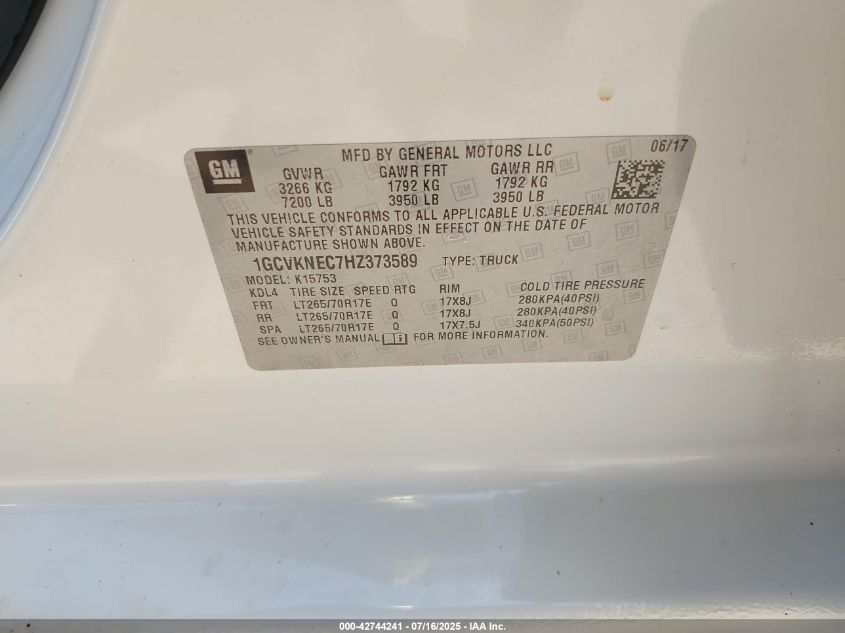 GM ® MFD BY GENERAL MOTORS LLC 06/17
GVWR GAWR FRT GAWR RR
3266 KG 1792 KG 1792 KG
7200 LB 3950 LB 3950 LB
THIS VEHICLE CONFORMS TO ALL APPLICABLE U.S. FEDERAL MOTOR
VEHICLE SAFETY STANDARDS IN EFFECT ON THE DATE OF
MANUFACTURE SHOWN ABOVE.
1GCVKNEC7HZ373589 TYPE: TRUCK
MODEL: K15753
KDL4 TIRE SIZE SPEED RTG RIM COLD TIRE PRESSURE
FRT LT265/70R17E Q 17X8J 280KPA(40PSI)
RR LT265/70R17E Q 17X8J 280KPA(40PSI)
SPA LT265/70R17E Q 17X7.5J 340KPA(50PSI)
SEE OWNER'S MANUAL i FOR MORE INFORMATION.
000-42744241 - 07/16/2025 - IAA Inc.